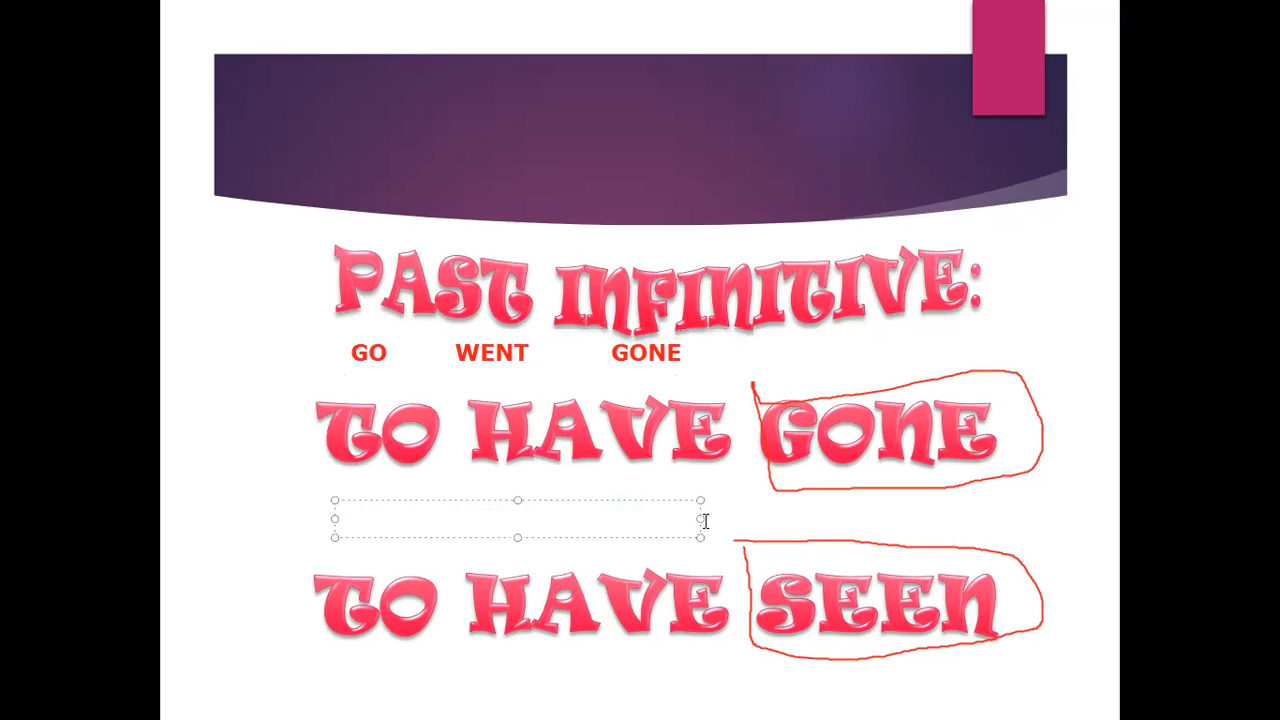 PAST INFINITIVE:
GO WENT GONE
TO HAVE GONE
TO HAVE SEEN